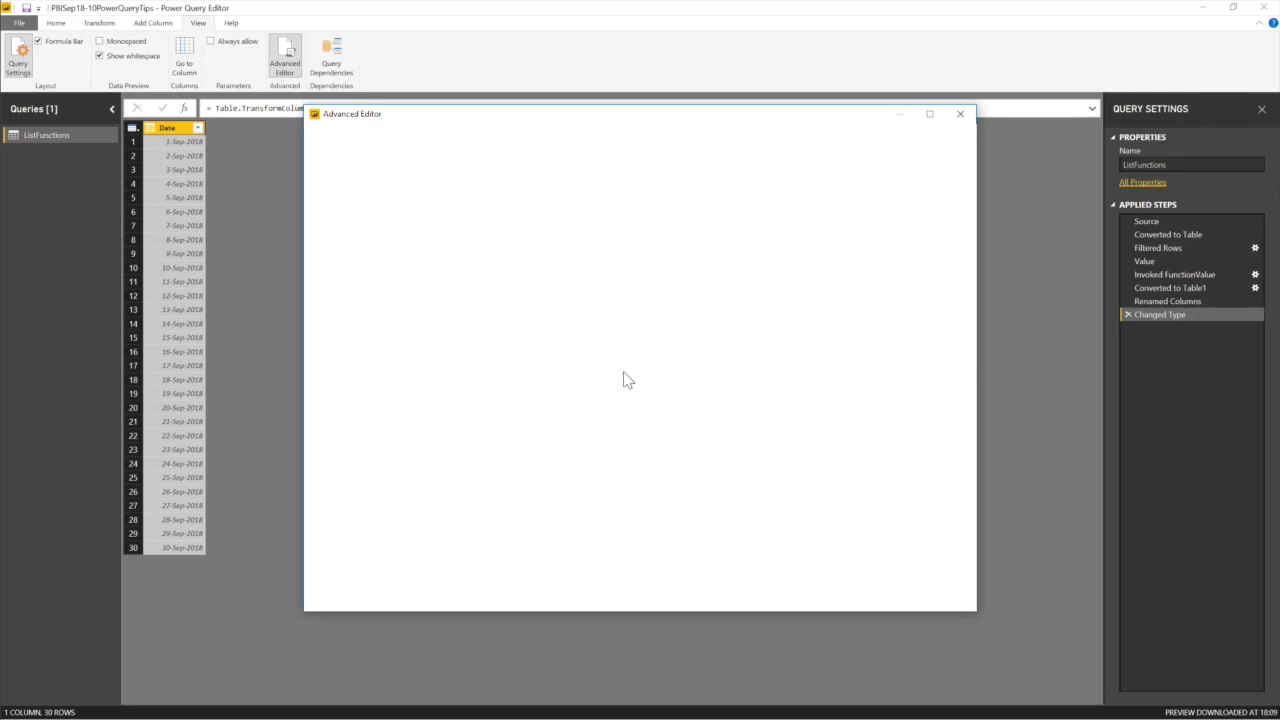 PBISep18-10PowerQueryTips - Power Query Editor
File Home Transform Add Column View Help
Formula Bar Monospaced Always allow
Show whitespace
Query Settings Go to Column Advanced Editor Query Dependencies
Layout Data Preview Columns Parameters Advanced Dependencies
Queries [1]
ListFunctions
fx = Table.TransformColum
Advanced Editor
Date
1 1-Sep-2018
2 2-Sep-2018
3 3-Sep-2018
4 4-Sep-2018
5 5-Sep-2018
6 6-Sep-2018
7 7-Sep-2018
8 8-Sep-2018
9 9-Sep-2018
10 10-Sep-2018
11 11-Sep-2018
12 12-Sep-2018
13 13-Sep-2018
14 14-Sep-2018
15 15-Sep-2018
16 16-Sep-2018
17 17-Sep-2018
18 18-Sep-2018
19 19-Sep-2018
20 20-Sep-2018
21 21-Sep-2018
22 22-Sep-2018
23 23-Sep-2018
24 24-Sep-2018
25 25-Sep-2018
26 26-Sep-2018
27 27-Sep-2018
28 28-Sep-2018
29 29-Sep-2018
30 30-Sep-2018
QUERY SETTINGS
PROPERTIES
Name
ListFunctions
All Properties
APPLIED STEPS
Source
Converted to Table
Filtered Rows
Value
Invoked FunctionValue
Converted to Table1
Renamed Columns
Changed Type
1 COLUMN, 30 ROWS
PREVIEW DOWNLOADED AT 18:09